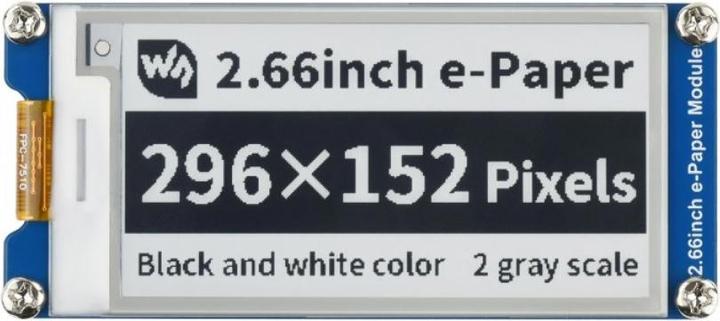 2.66inch e-Paper
296×152 Pixels
Black and white color 2 gray scale
2.66inch e-Paper Module
FPC-7510